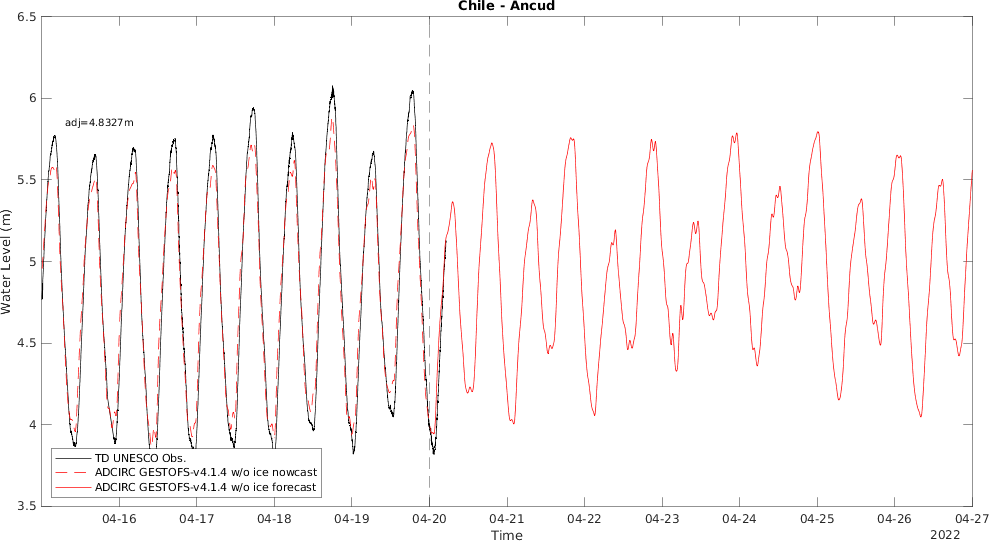 Chile - Ancud
6.5
6
5.5
5
4.5
4
3.5
Water Level (m)
adj=4.8327m
TD UNESCO Obs.
ADCIRC GESTOFS-v4.1.4 w/o ice nowcast
ADCIRC GESTOFS-v4.1.4 w/o ice forecast
04-16 04-17 04-18 04-19 04-20 04-21 04-22 04-23 04-24 04-25 04-26 04-27
Time
2022